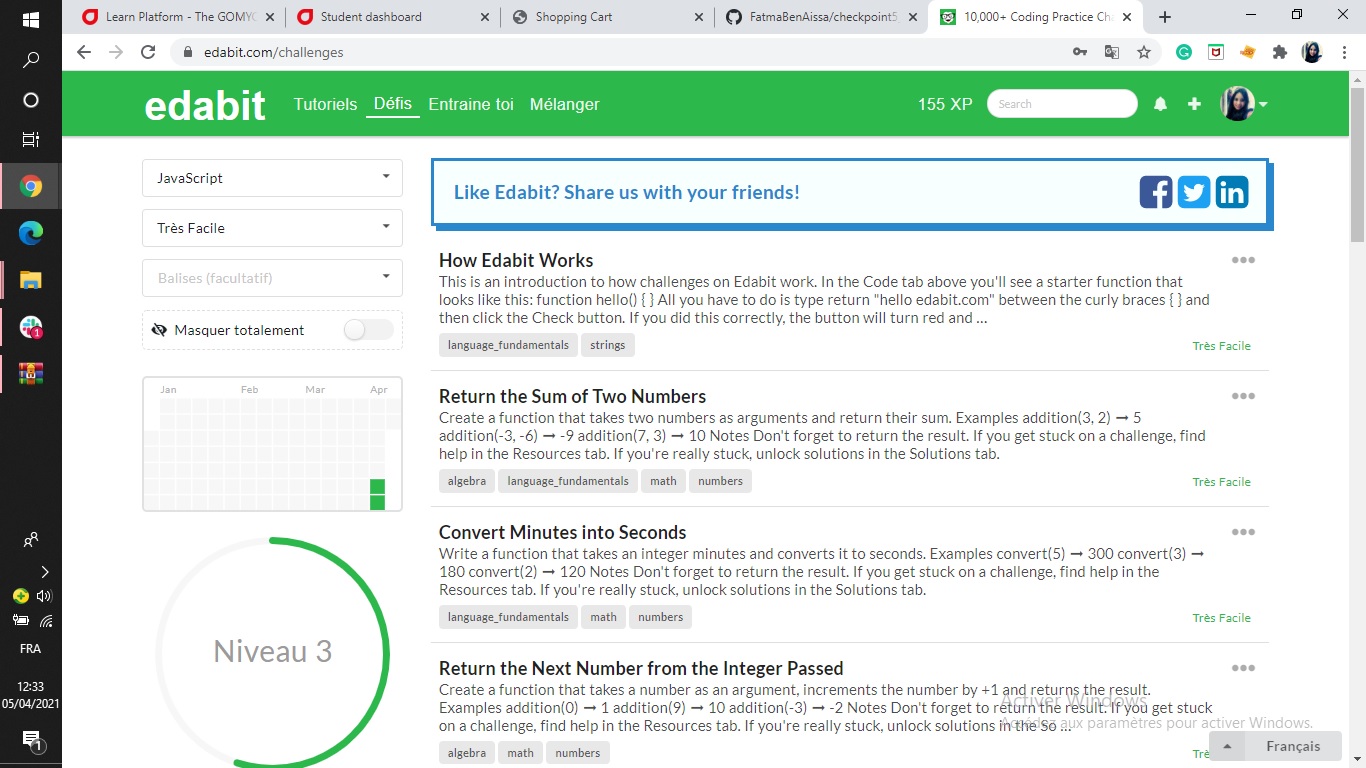 Learn Platform - The GOMYC
Student dashboard
Shopping Cart
FatmaBenAissa/checkpoint5
10,000+ Coding Practice Cha
edabit.com/challenges
edabit
Tutoriels
Défis
Entraine toi
Mélanger
155 XP
Search
JavaScript
Très Facile
Balises (facultatif)
Masquer totalement
Jan Feb Mar Apr
Niveau 3
Like Edabit? Share us with your friends!
How Edabit Works
This is an introduction to how challenges on Edabit work. In the Code tab above you'll see a starter function that
looks like this: function hello() { } All you have to do is type return "hello edabit.com" between the curly braces { } and
then click the Check button. If you did this correctly, the button will turn red and ...
language_fundamentals strings
Très Facile
Return the Sum of Two Numbers
Create a function that takes two numbers as arguments and return their sum. Examples addition(3, 2) ➞ 5
addition(-3, -6) ➞ -9 addition(7, 3) ➞ 10 Notes Don't forget to return the result. If you get stuck on a challenge, find
help in the Resources tab. If you're really stuck, unlock solutions in the Solutions tab.
algebra language_fundamentals math numbers
Très Facile
Convert Minutes into Seconds
Write a function that takes an integer minutes and converts it to seconds. Examples convert(5) ➞ 300 convert(3) ➞
180 convert(2) ➞ 120 Notes Don't forget to return the result. If you get stuck on a challenge, find help in the
Resources tab. If you're really stuck, unlock solutions in the Solutions tab.
language_fundamentals math numbers
Très Facile
Return the Next Number from the Integer Passed
Create a function that takes a number as an argument, increments the number by +1 and returns the result.
Examples addition(0) ➞ 1 addition(9) ➞ 10 addition(-3) ➞ -2 Notes Don't forget to return the result. If you get stuck
on a challenge, find help in the Resources tab. If you're really stuck, unlock solutions in the So ...
algebra math numbers
Trè
Activer Windows
Accédez aux paramètres pour activer Windows.
Français
FRA
12:33
05/04/2021
1
1